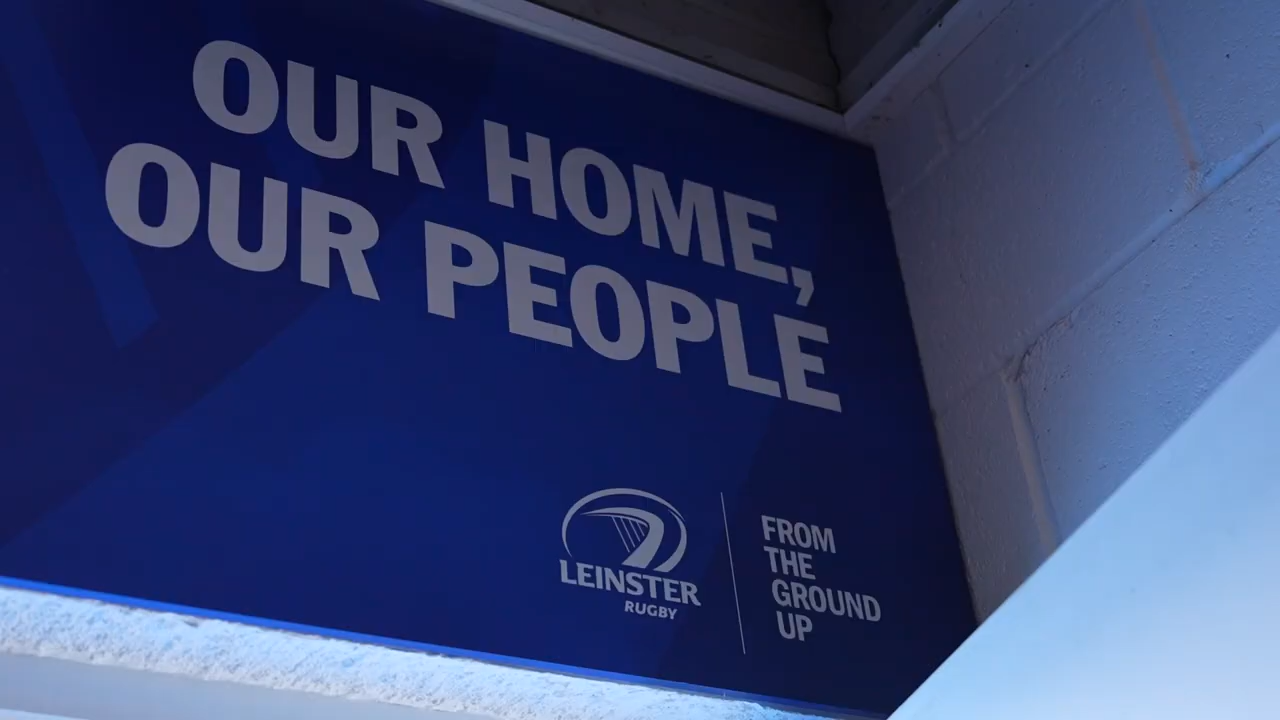 OUR HOME,
OUR PEOPLE
LEINSTER
RUGBY
FROM
THE
GROUND
UP